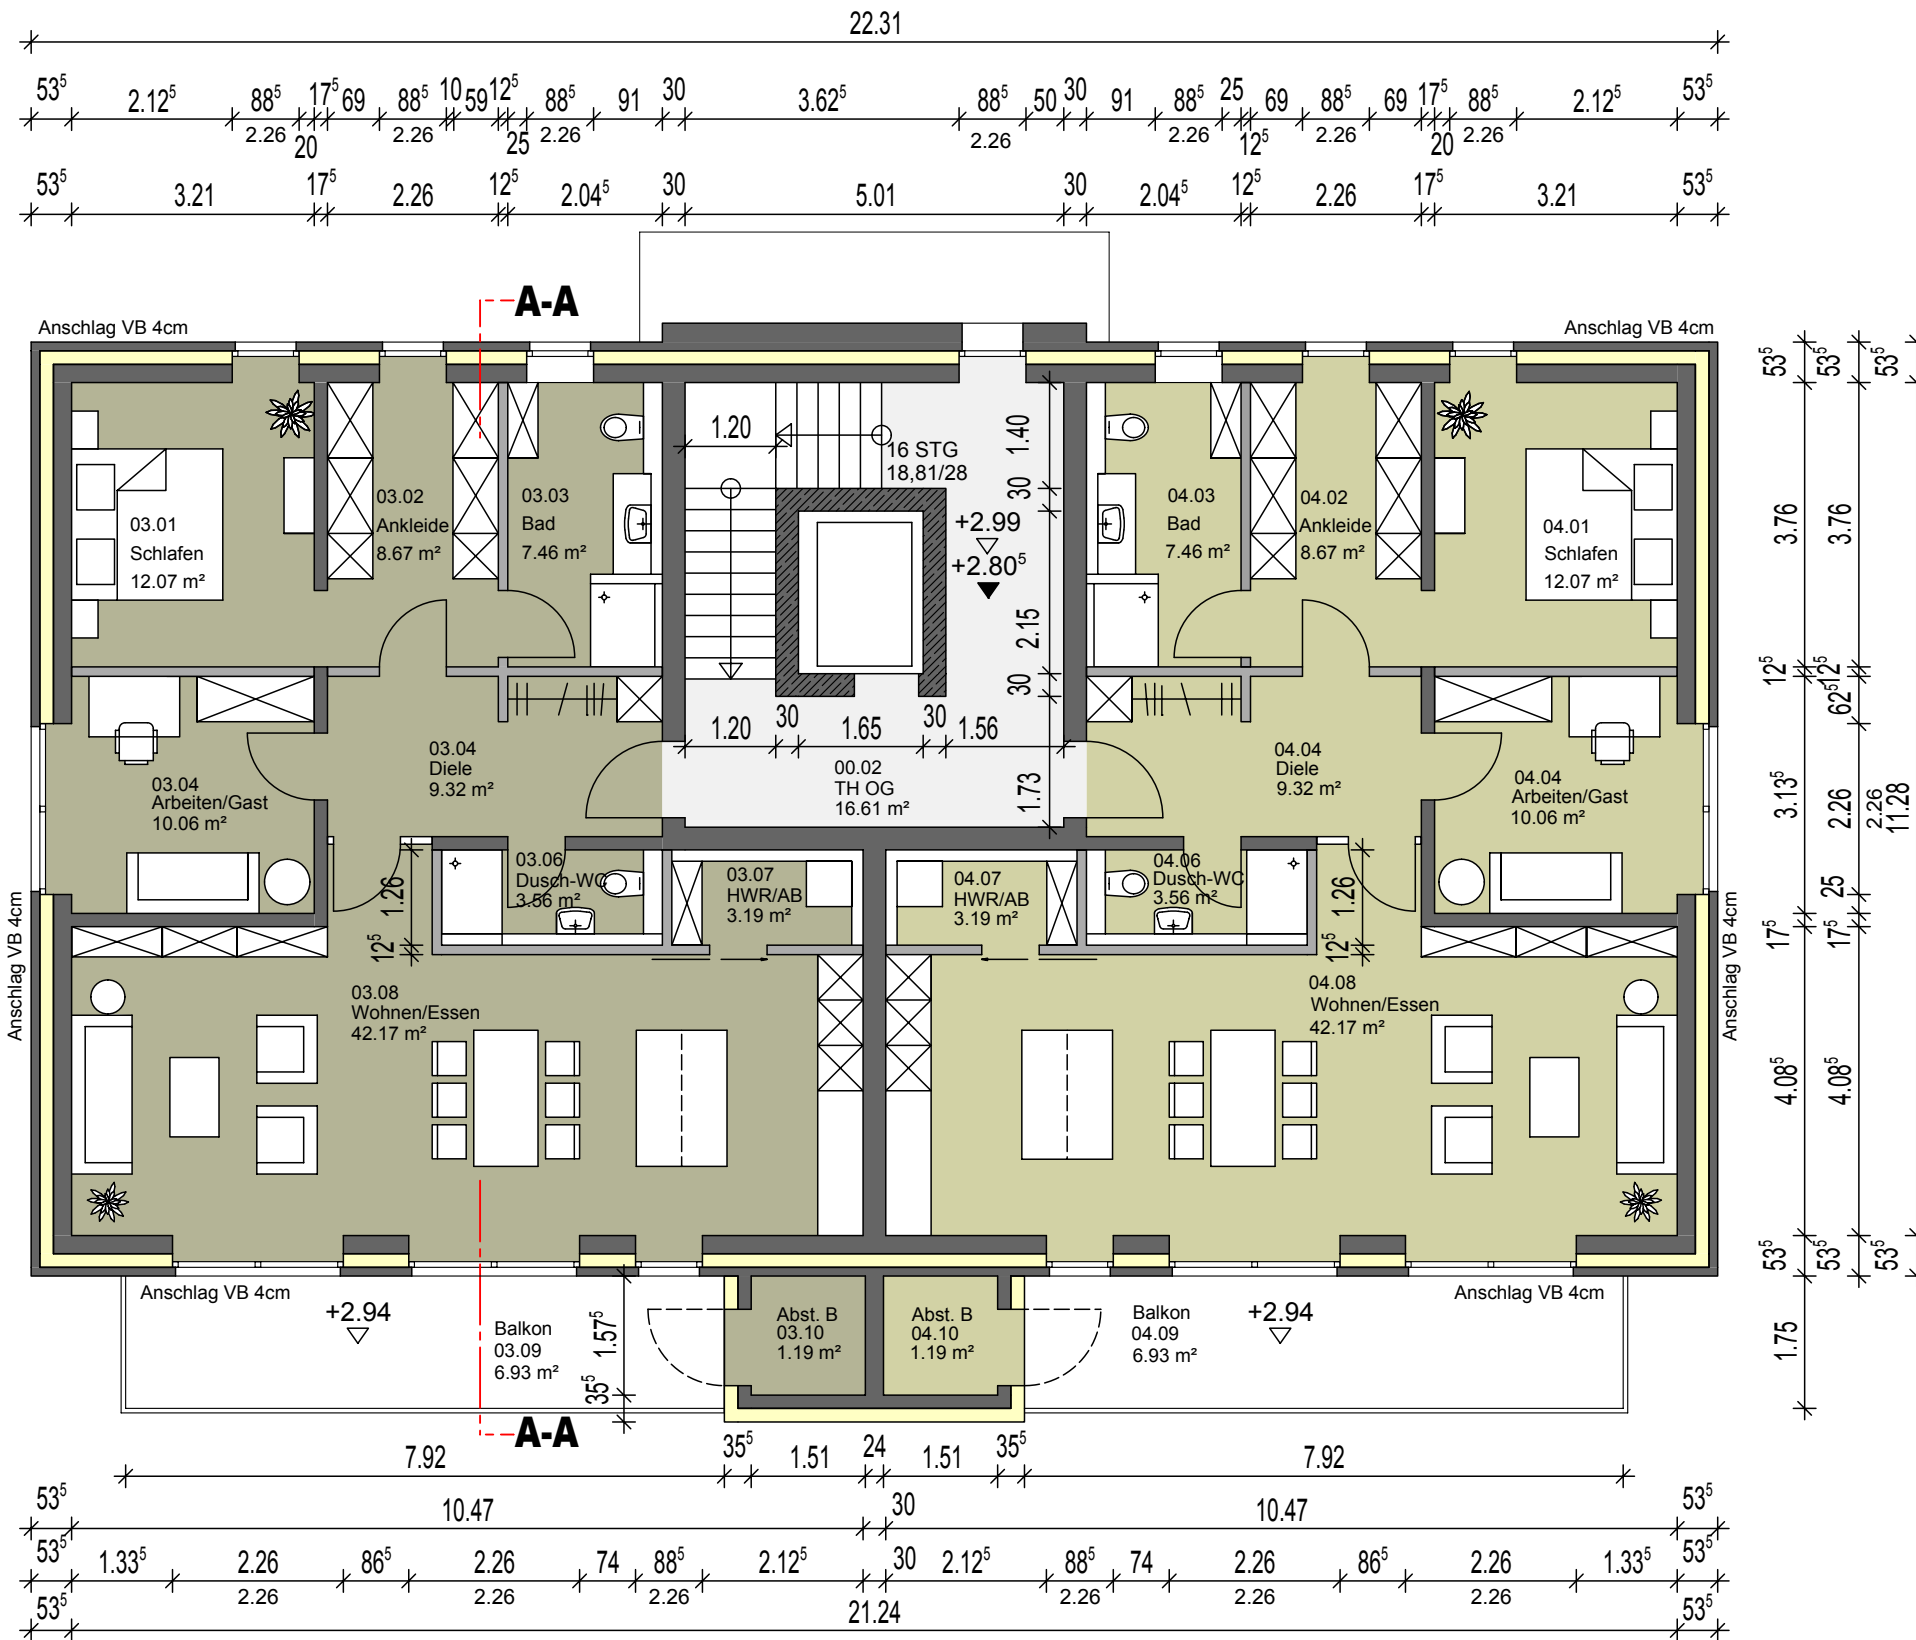 22.31
53⁵ 2.12⁵ 88⁵ 17⁵ 69 88⁵ 10 59 12⁵ 88⁵ 91 30 3.62⁵ 88⁵ 50 30 91 88⁵ 25 69 88⁵ 69 17⁵ 88⁵ 2.12⁵ 53⁵
2.26 20 2.26 25 2.26 2.26 2.26 12⁵ 2.26 20 2.26
53⁵ 3.21 17⁵ 2.26 12⁵ 2.04⁵ 30 5.01 30 2.04⁵ 12⁵ 2.26 17⁵ 3.21 53⁵
A-A
Anschlag VB 4cm
Anschlag VB 4cm
03.01
Schlafen
12.07 m²
03.02
Ankleide
8.67 m²
03.03
Bad
7.46 m²
1.20
16 STG
18,81/28
+2.99
+2.80⁵
1.40
30
2.15
30
1.73
04.03
Bad
7.46 m²
04.02
Ankleide
8.67 m²
04.01
Schlafen
12.07 m²
1.20 30 1.65 30 1.56
03.04
Arbeiten/Gast
10.06 m²
03.04
Diele
9.32 m²
00.02
TH OG
16.61 m²
04.04
Diele
9.32 m²
04.04
Arbeiten/Gast
10.06 m²
1.26
12⁵
03.06
Dusch-WC
3.56 m²
03.07
HWR/AB
3.19 m²
04.07
HWR/AB
3.19 m²
04.06
Dusch-WC
3.56 m²
1.26
12⁵
Anschlag VB 4cm
Anschlag VB 4cm
03.08
Wohnen/Essen
42.17 m²
04.08
Wohnen/Essen
42.17 m²
53⁵ 3.76 12⁵ 3.13⁵ 17⁵ 4.08⁵ 53⁵ 1.75
53⁵ 3.76 12⁵ 62⁵ 2.26 2.26 25 17⁵ 4.08⁵ 53⁵
53⁵ 11.28 53⁵
Anschlag VB 4cm
Anschlag VB 4cm
+2.94
Balkon
03.09
6.93 m²
1.57⁵
35⁵
Abst. B
03.10
1.19 m²
Abst. B
04.10
1.19 m²
Balkon
04.09
6.93 m²
+2.94
A-A
7.92 35⁵ 1.51 24 1.51 35⁵ 7.92
53⁵ 10.47 30 10.47 53⁵
53⁵ 1.33⁵ 2.26 86⁵ 2.26 74 88⁵ 2.12⁵ 30 2.12⁵ 88⁵ 74 2.26 86⁵ 2.26 1.33⁵ 53⁵
2.26 2.26 2.26 2.26 2.26 2.26
53⁵ 21.24 53⁵